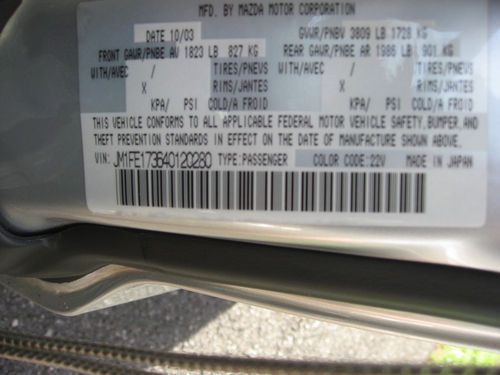 MFD. BY MAZDA MOTOR CORPORATION
DATE 10/03 GVWR/PNBV 3809 LB 1728 KG
FRONT GAWR/PNBE AV 1823 LB 827 KG REAR GAWR/PNBE AR 1986 LB 901 KG
WITH/AVEC / TIRES/PNEVS WITH/AVEC / TIRES/PNEVS
X RIMS/JANTES X RIMS/JANTES
KPA/ PSI COLD/A FROID KPA/ PSI COLD/A FROID
THIS VEHICLE CONFORMS TO ALL APPLICABLE FEDERAL MOTOR VEHICLE SAFETY, BUMPER, AND
THEFT PREVENTION STANDARDS IN EFFECT ON THE DATE OF MANUFACTURE SHOWN ABOVE.
VIN: JM1FE173640120280 TYPE:PASSENGER COLOR CODE:22V MADE IN JAPAN